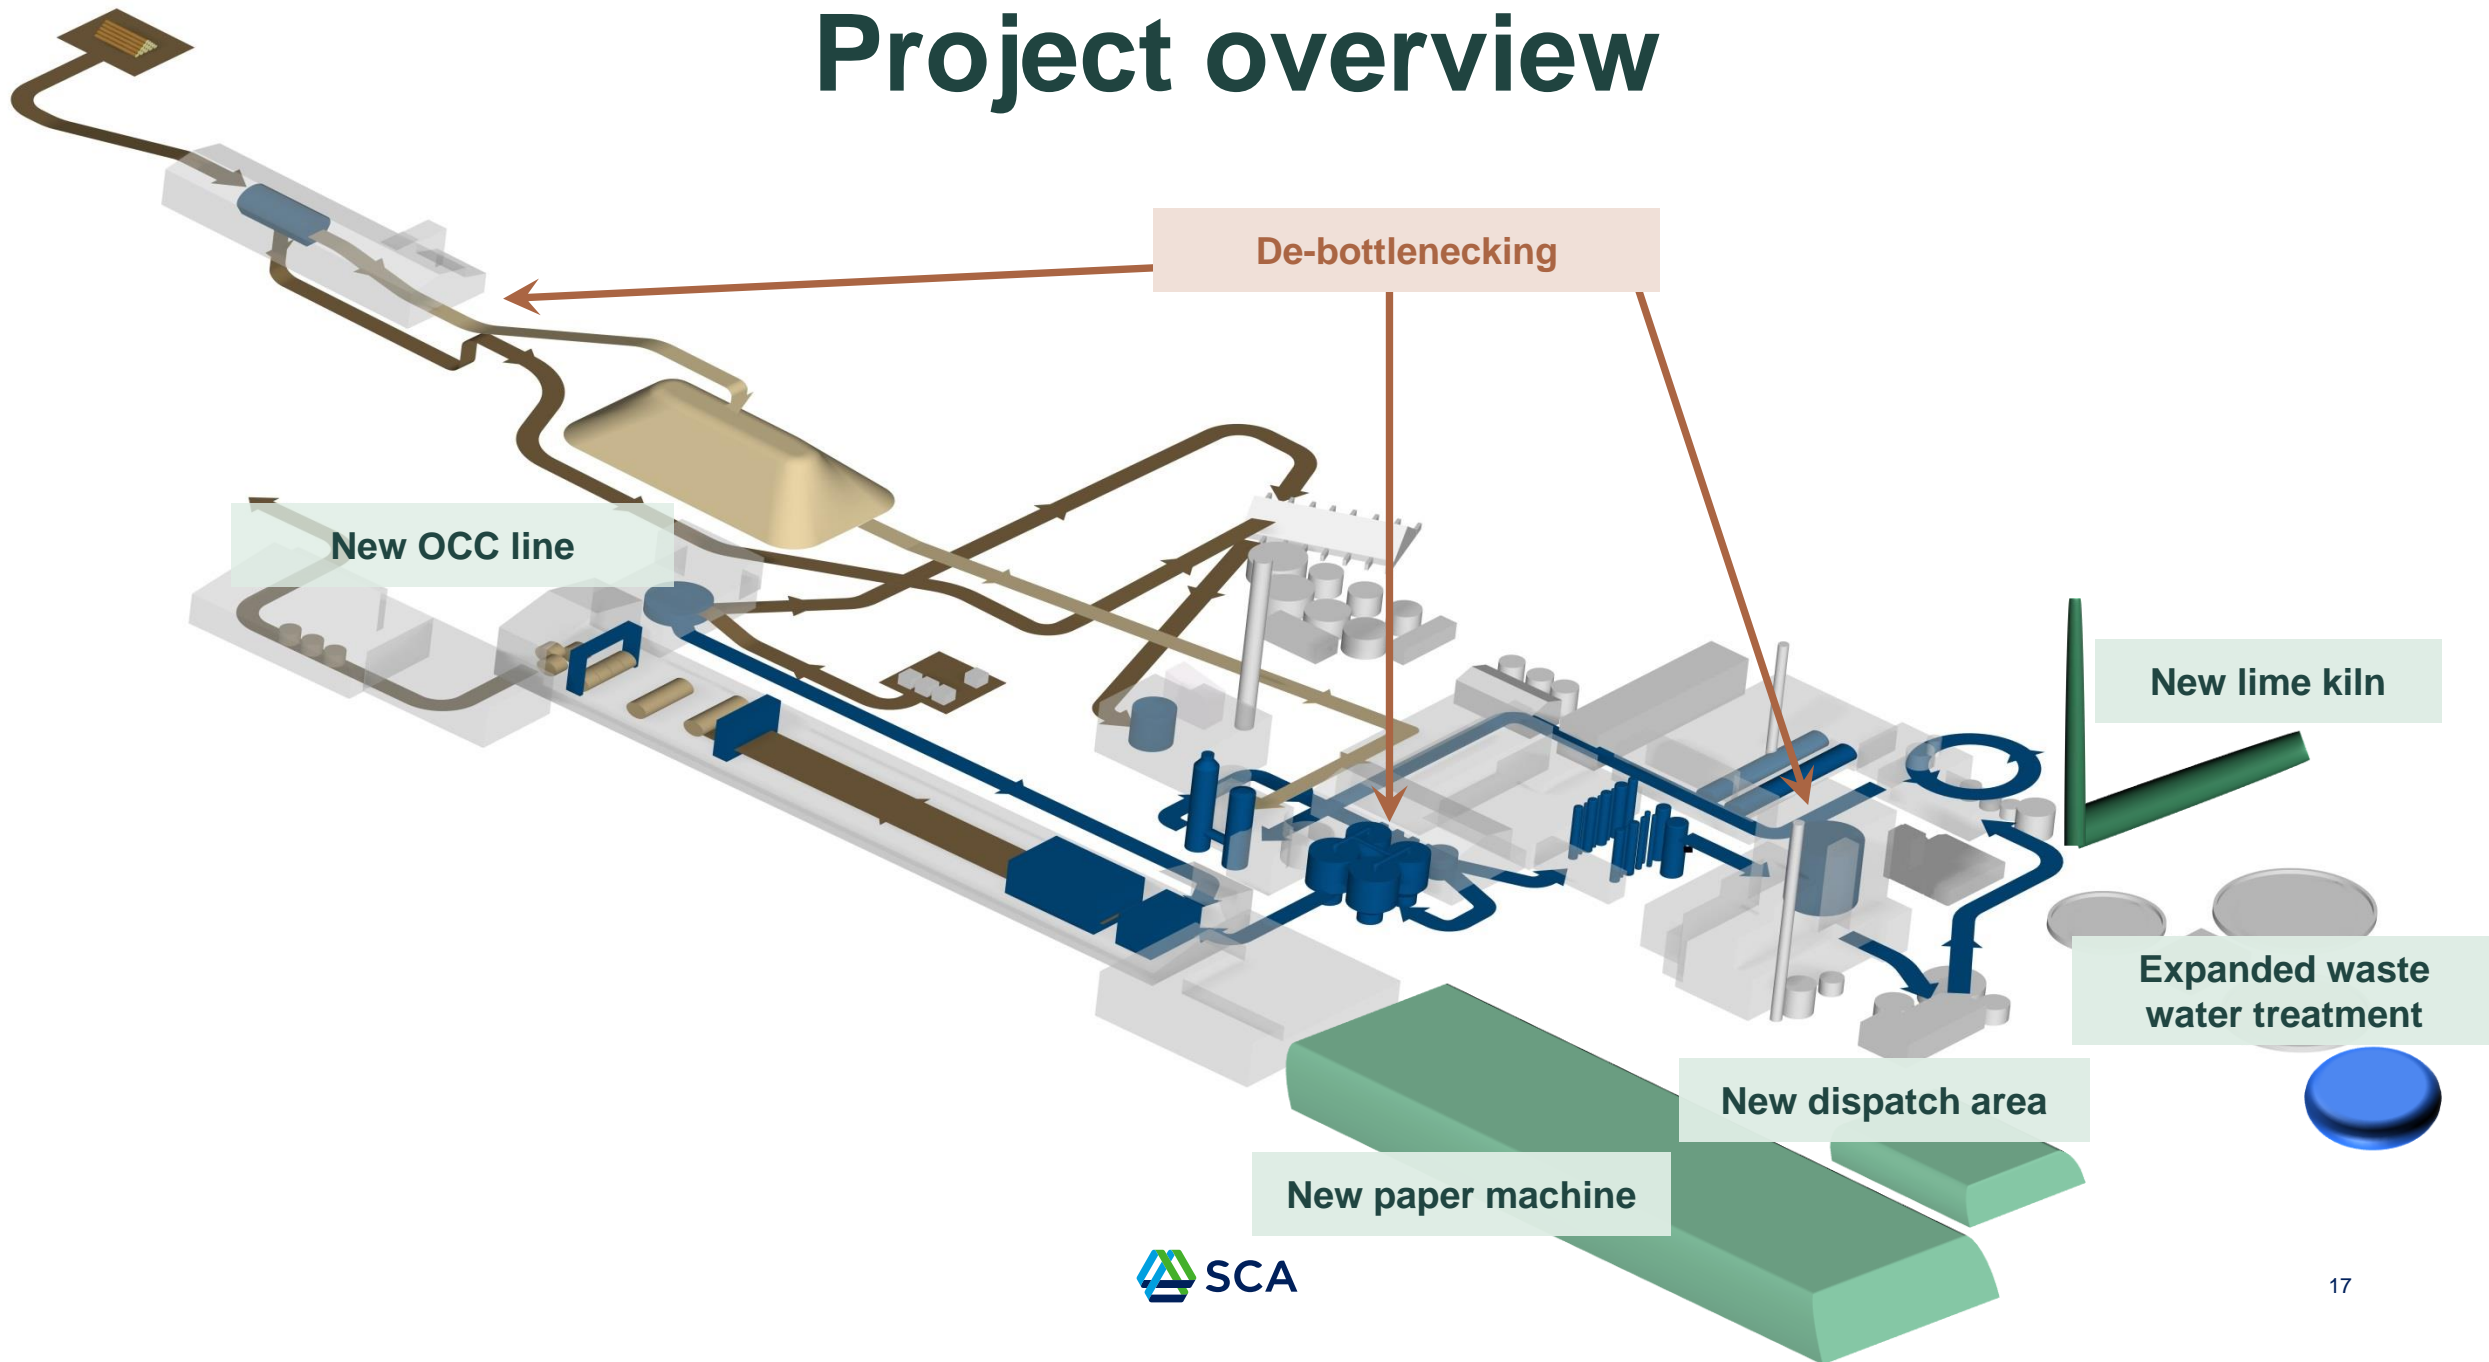 Project overview
De-bottlenecking
New OCC line
New lime kiln
Expanded waste
water treatment
New dispatch area
New paper machine
SCA
17